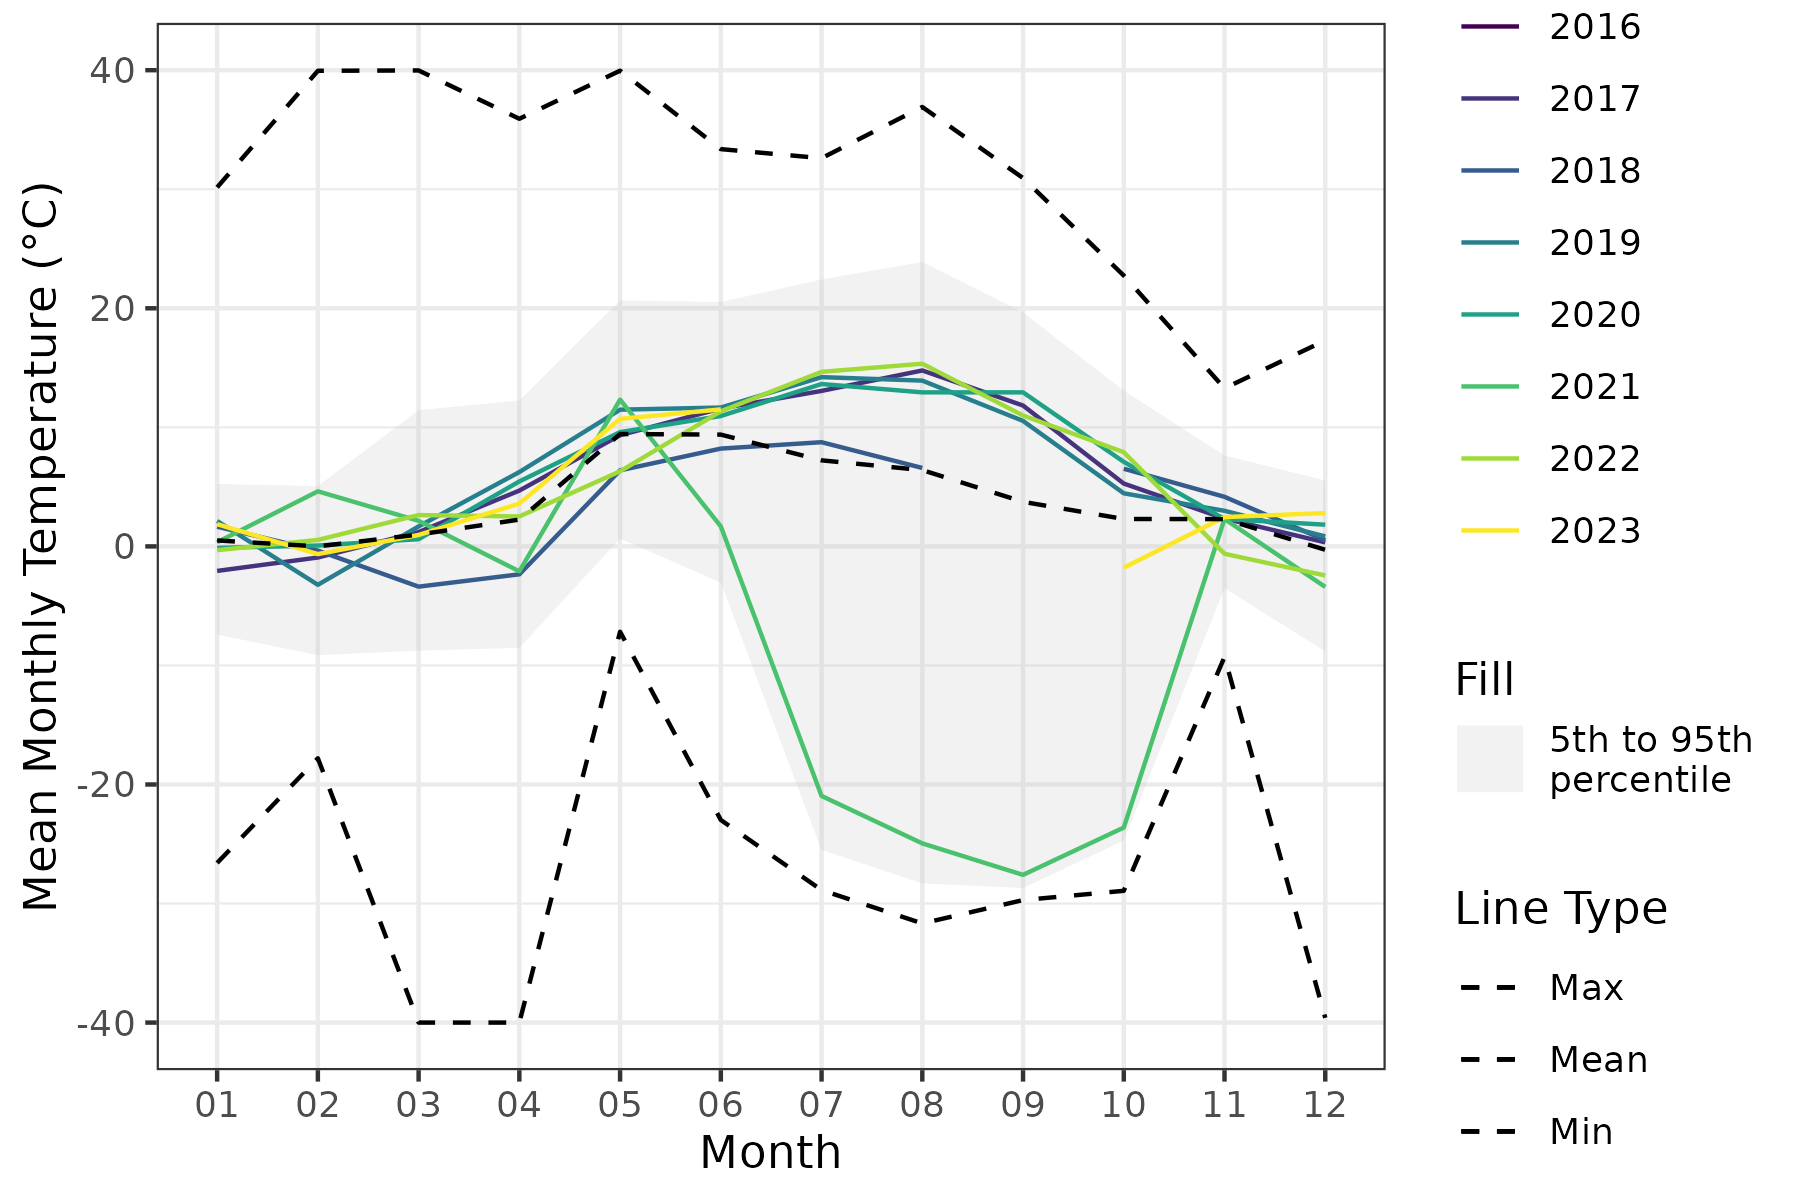 Mean Monthly Temperature (°C)
40
20
0
-20
-40
01 02 03 04 05 06 07 08 09 10 11 12
Month
2016
2017
2018
2019
2020
2021
2022
2023
Fill
5th to 95th
percentile
Line Type
Max
Mean
Min